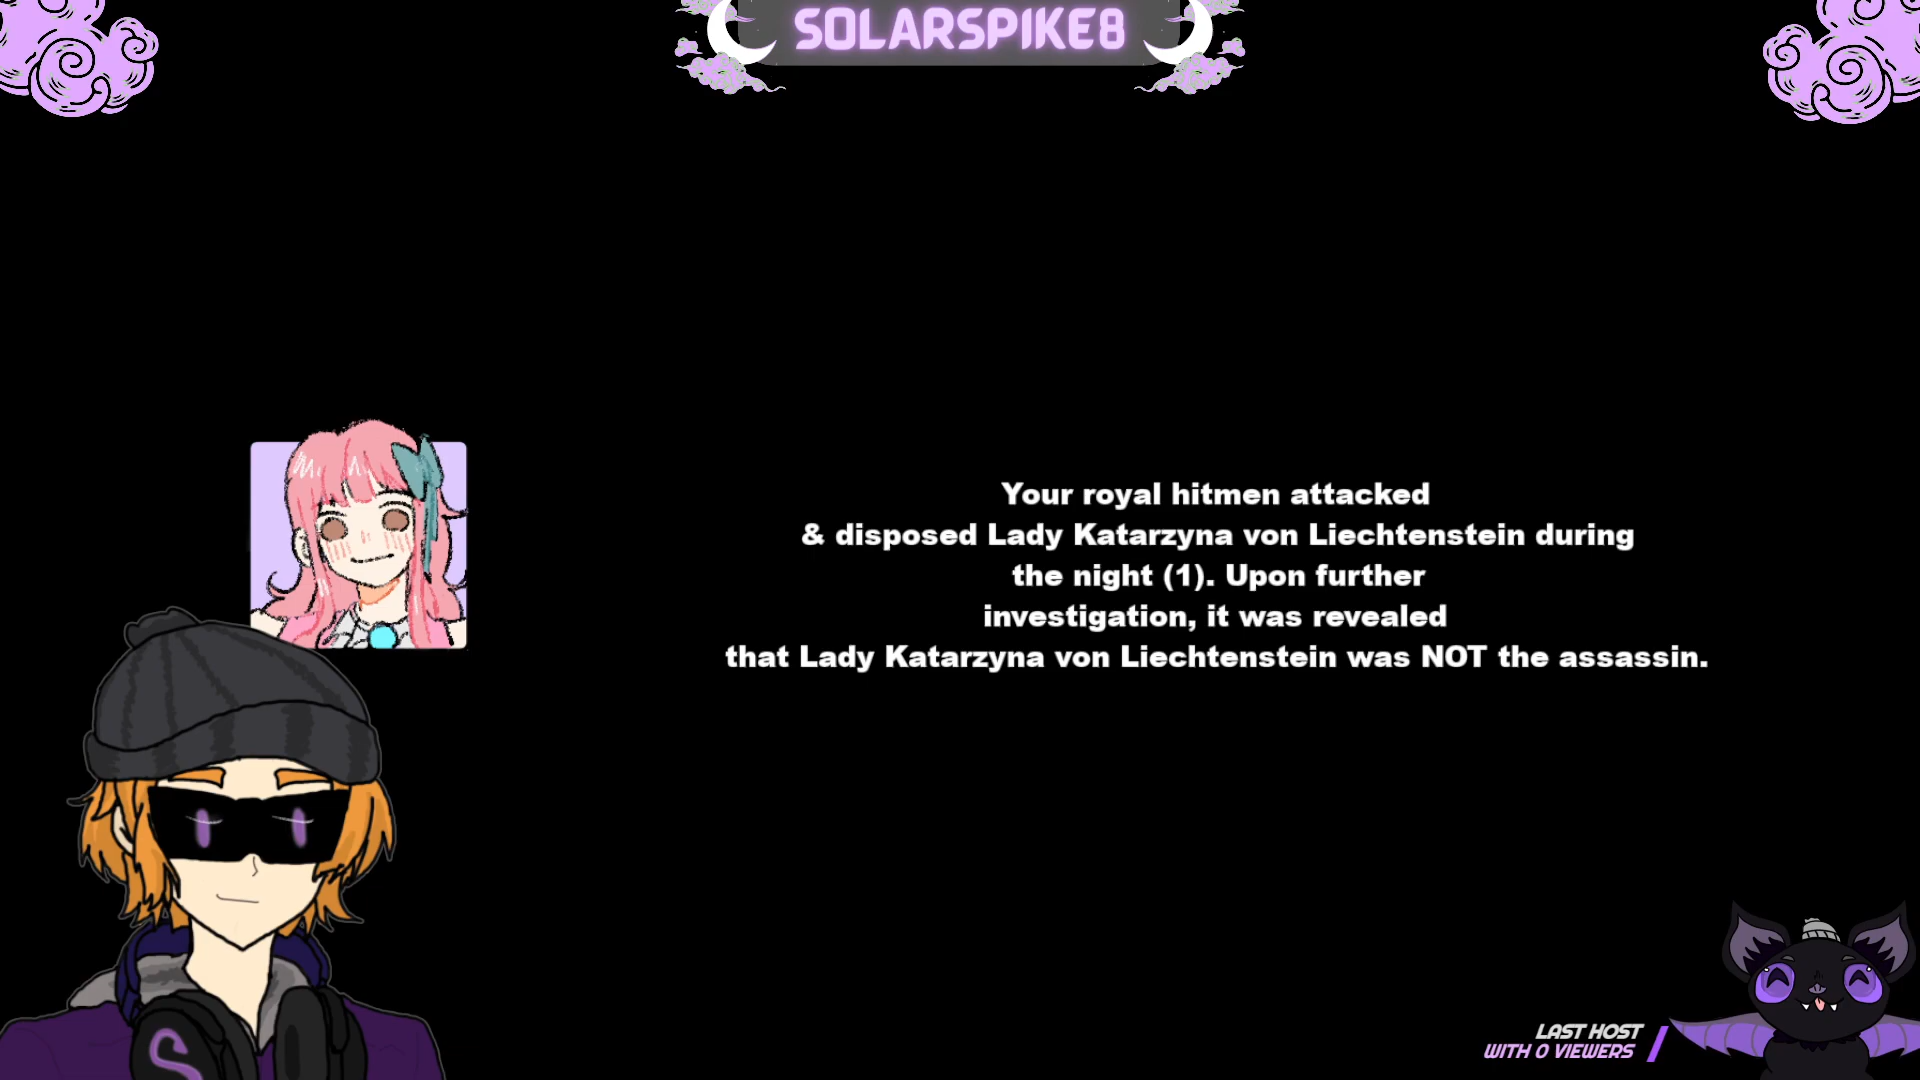 SOLARSPIKE8
Your royal hitmen attacked
& disposed Lady Katarzyna von Liechtenstein during
the night (1). Upon further
investigation, it was revealed
that Lady Katarzyna von Liechtenstein was NOT the assassin.
S
LAST HOST
WITH 0 VIEWERS /